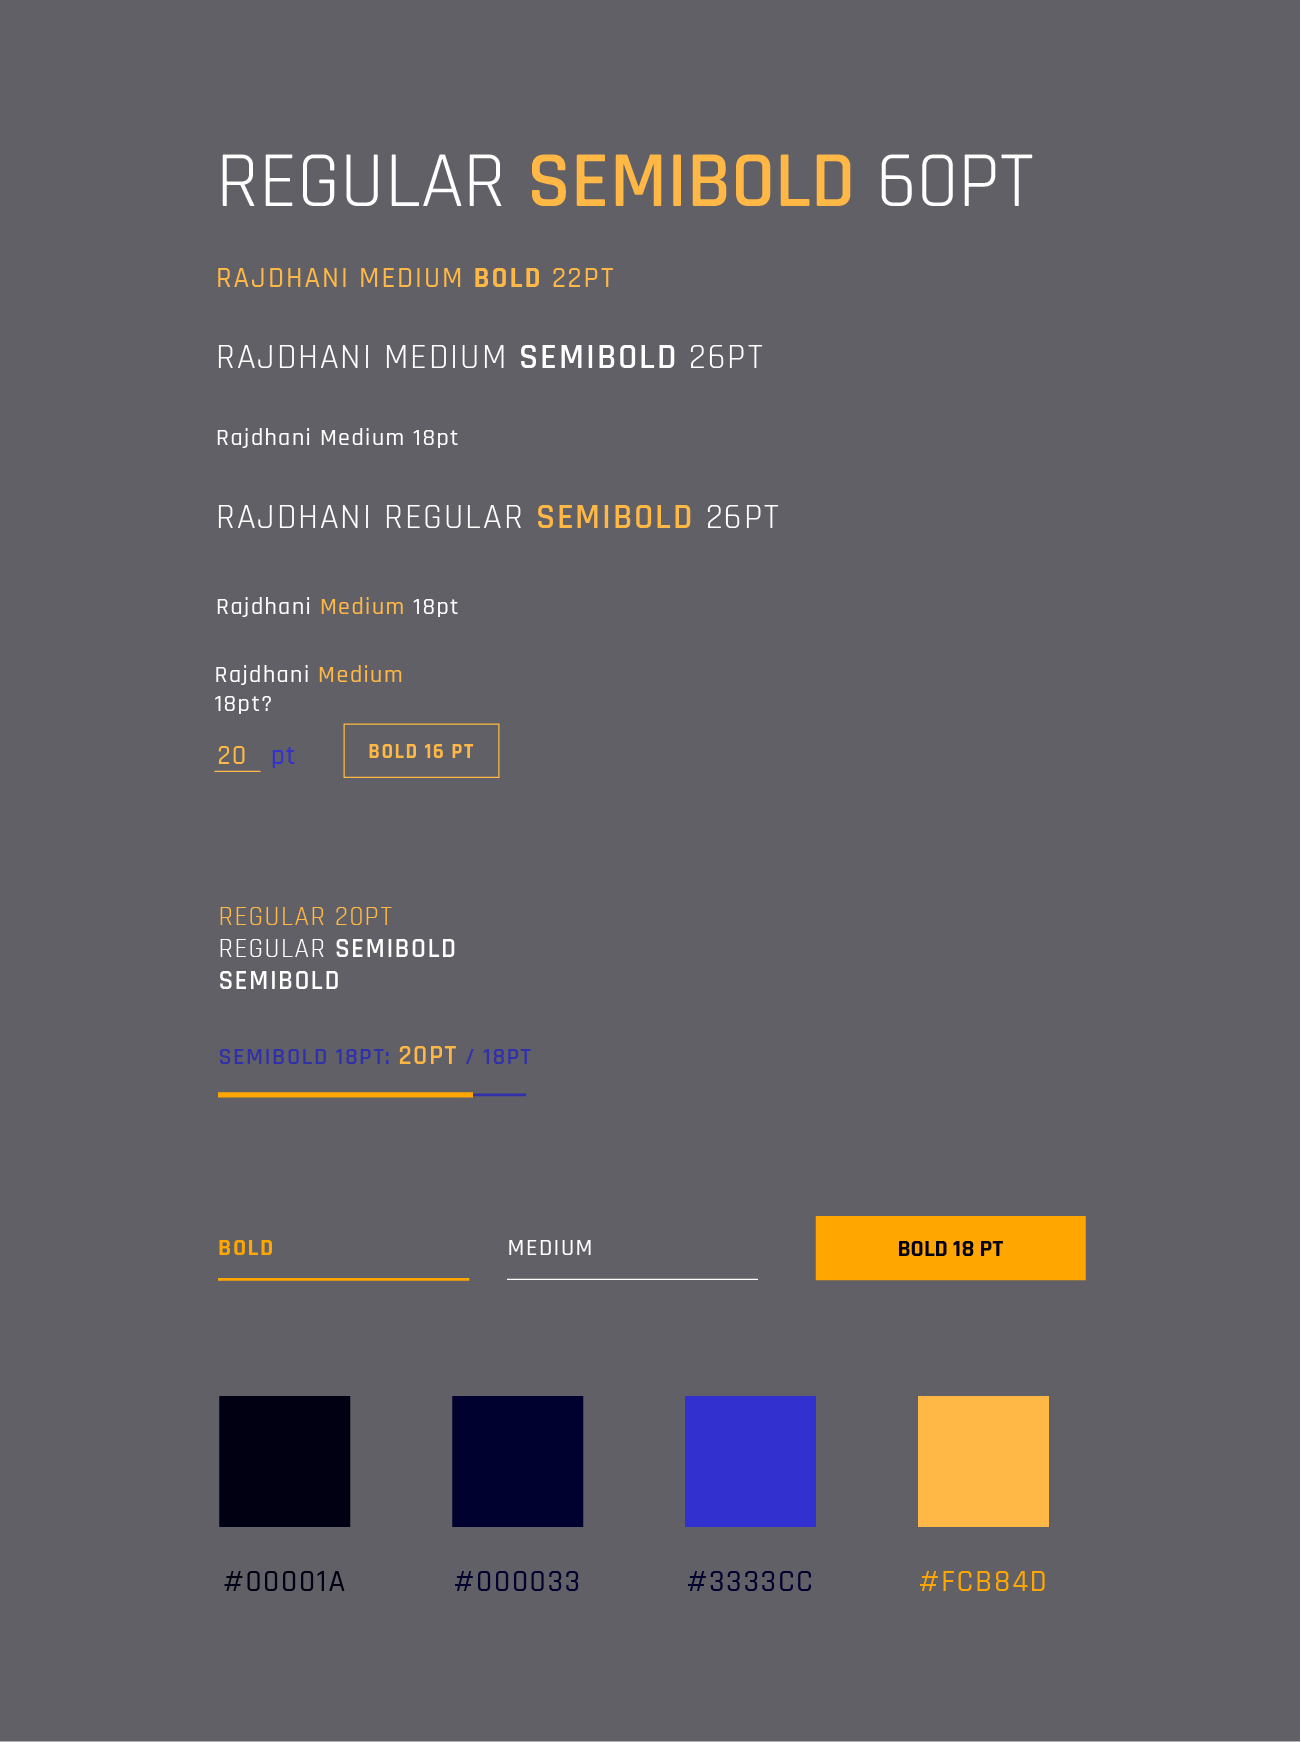 REGULAR SEMIBOLD 60PT
RAJDHANI MEDIUM BOLD 22PT
RAJDHANI MEDIUM SEMIBOLD 26PT
Rajdhani Medium 18pt
RAJDHANI REGULAR SEMIBOLD 26PT
Rajdhani Medium 18pt
Rajdhani Medium
18pt?
20 pt BOLD 16 PT
REGULAR 20PT
REGULAR SEMIBOLD
SEMIBOLD
SEMIBOLD 18PT: 20PT / 18PT
BOLD MEDIUM BOLD 18 PT
#00001A #000033 #3333CC #FCB84D